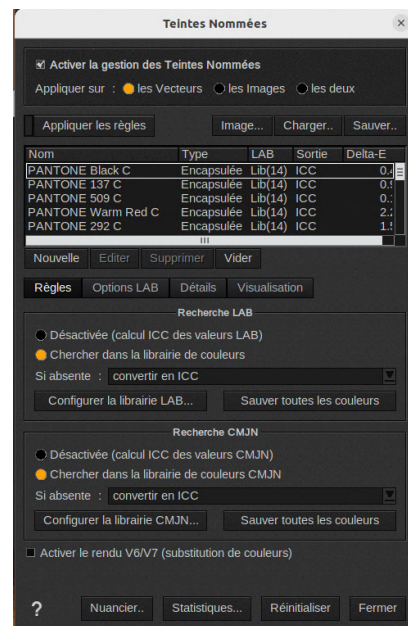 Teintes Nommées
Activer la gestion des Teintes Nommées
Appliquer sur : les Vecteurs les Images les deux
Appliquer les règles Image... Charger.. Sauver..
Nom Type LAB Sortie Delta-E
PANTONE Black C Encapsulée Lib(14) ICC 0.4
PANTONE 137 C Encapsulée Lib(14) ICC
PANTONE 509 C Encapsulée Lib(14) ICC
PANTONE Warm Red C Encapsulée Lib(14) ICC 2.2
PANTONE 292 C Encapsulée Lib(14) ICC
Nouvelle Editer Supprimer Vider
Règles Options LAB Détails Visualisation
Recherche LAB
Désactivée (calcul ICC des valeurs LAB)
Chercher dans la librairie de couleurs
Si absente : convertir en ICC
Configurer la librairie LAB... Sauver toutes les couleurs
Recherche CMJN
Désactivée (calcul ICC des valeurs CMJN)
Chercher dans la librairie de couleurs CMJN
Si absente : convertir en ICC
Configurer la librairie CMJN... Sauver toutes les couleurs
Activer le rendu V6/V7 (substitution de couleurs)
? Nuancier.. Statistiques... Réinitialiser Fermer